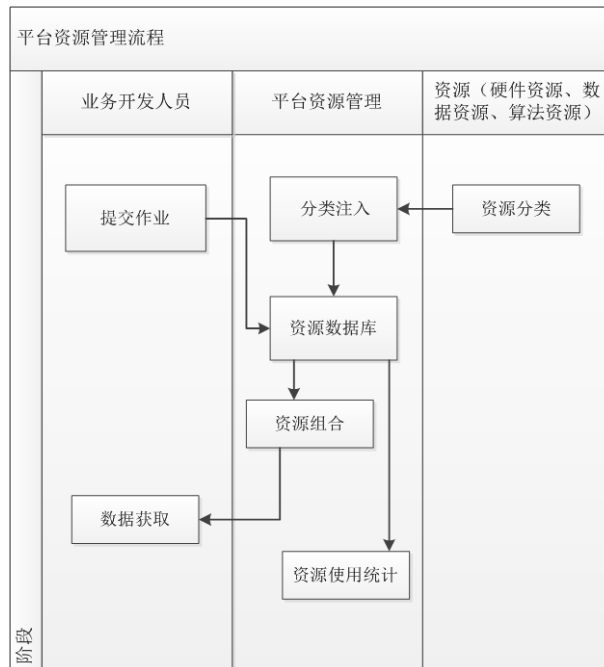 平台资源管理流程
业务开发人员
平台资源管理
资源（硬件资源、数
据资源、算法资源）
提交作业
分类注入
资源分类
资源数据库
资源组合
数据获取
资源使用统计
阶段